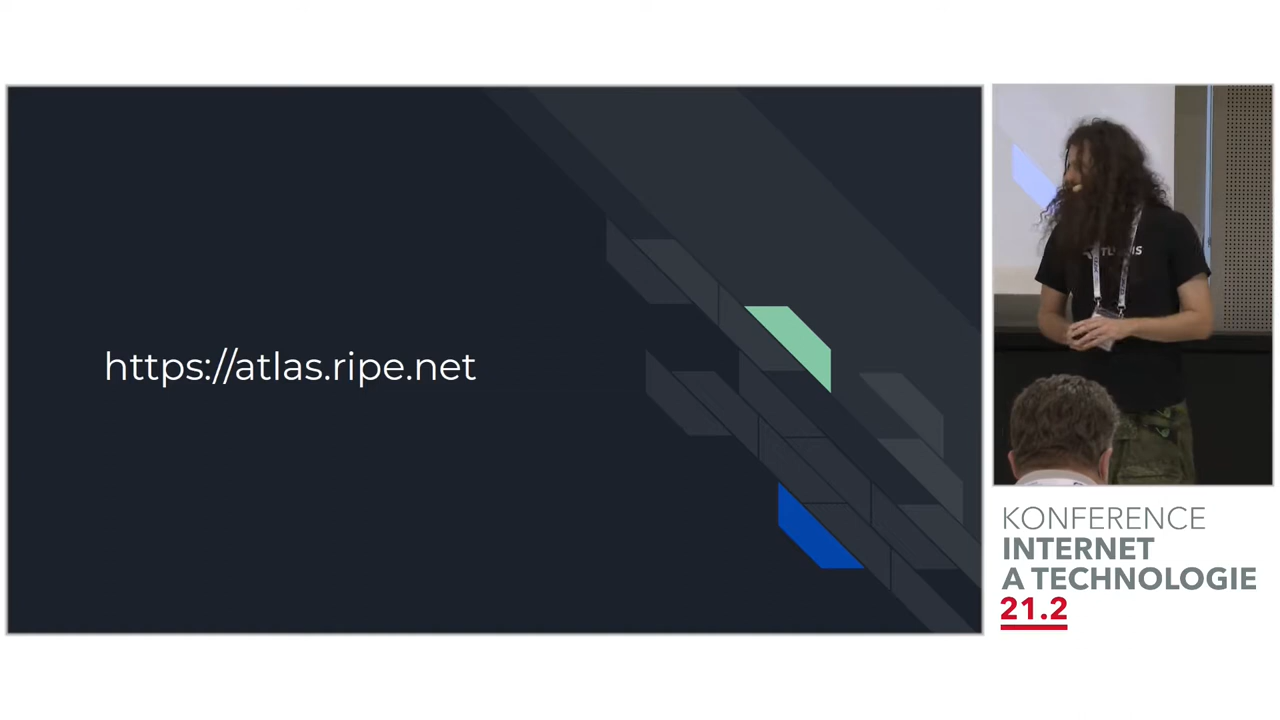 https://atlas.ripe.net
KONFERENCE
INTERNET
A TECHNOLOGIE
21.2